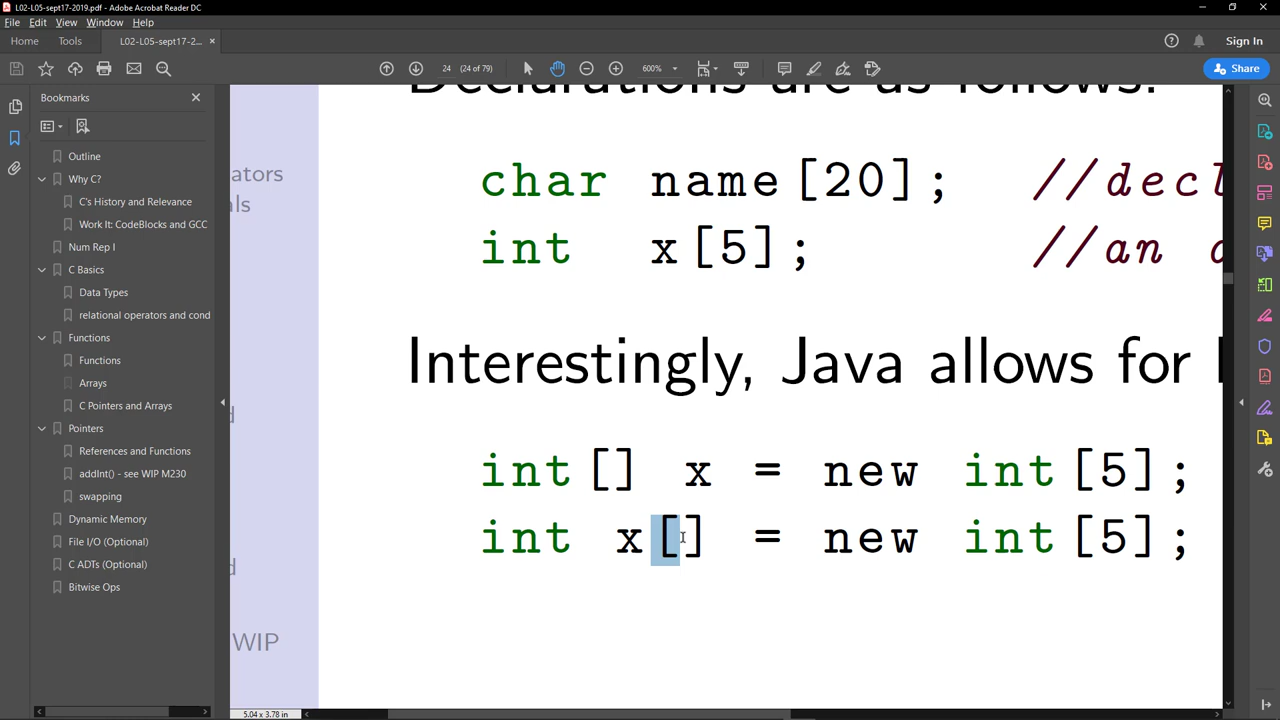 L02-L05-sept17-2019.pdf - Adobe Acrobat Reader DC
File Edit View Window Help
Home Tools L02-L05-sept17-2... × Sign In
24 (24 of 79) 600% Share
Bookmarks
Outline
Why C?
C's History and Relevance
Work It: CodeBlocks and GCC
Num Rep I
C Basics
Data Types
relational operators and cond
Functions
Functions
Arrays
C Pointers and Arrays
Pointers
References and Functions
addInt() - see WIP M230
swapping
Dynamic Memory
File I/O (Optional)
C ADTs (Optional)
Bitwise Ops
ators
ls
d
d
WIP
Declarations are as follows:
char name[20]; //decl
int x[5]; //an
Interestingly, Java allows for
int[] x = new int[5];
int x[] = new int[5];
5.04 x 3.78 in